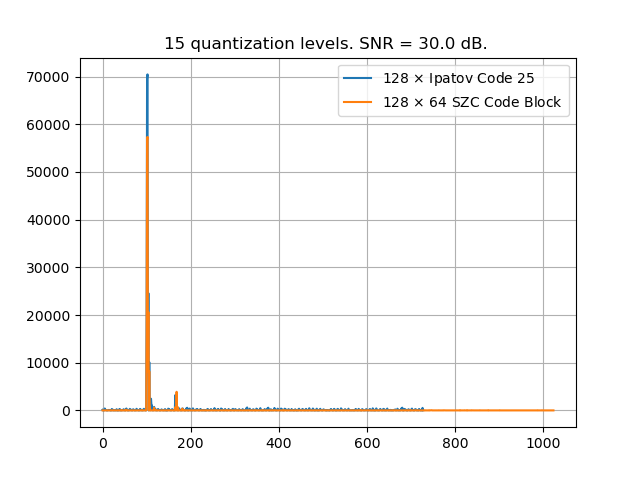 15 quantization levels. SNR = 30.0 dB.
128 × Ipatov Code 25
128 × 64 SZC Code Block
70000
60000
50000
40000
30000
20000
10000
0
0 200 400 600 800 1000